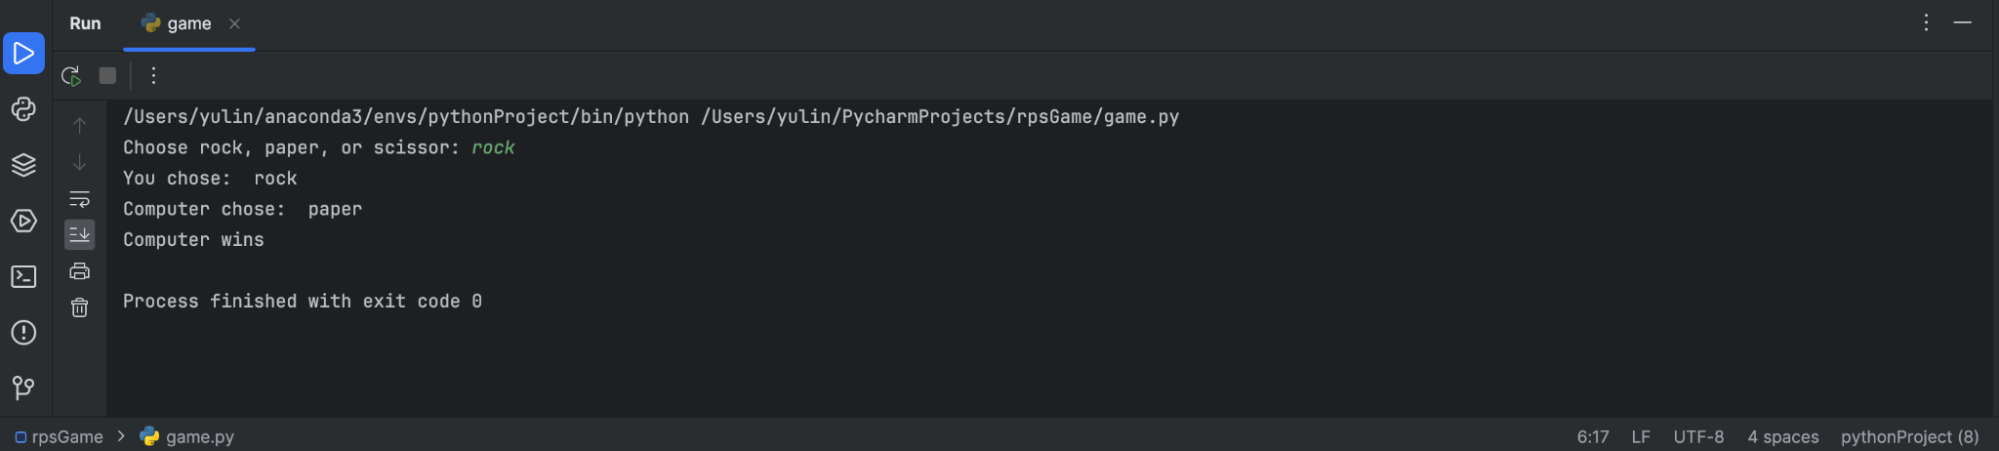 Run game
/Users/yulin/anaconda3/envs/pythonProject/bin/python /Users/yulin/PycharmProjects/rpsGame/game.py
Choose rock, paper, or scissor: rock
You chose:  rock
Computer chose:  paper
Computer wins
Process finished with exit code 0
rpsGame > game.py 6:17 LF UTF-8 4 spaces pythonProject (8)